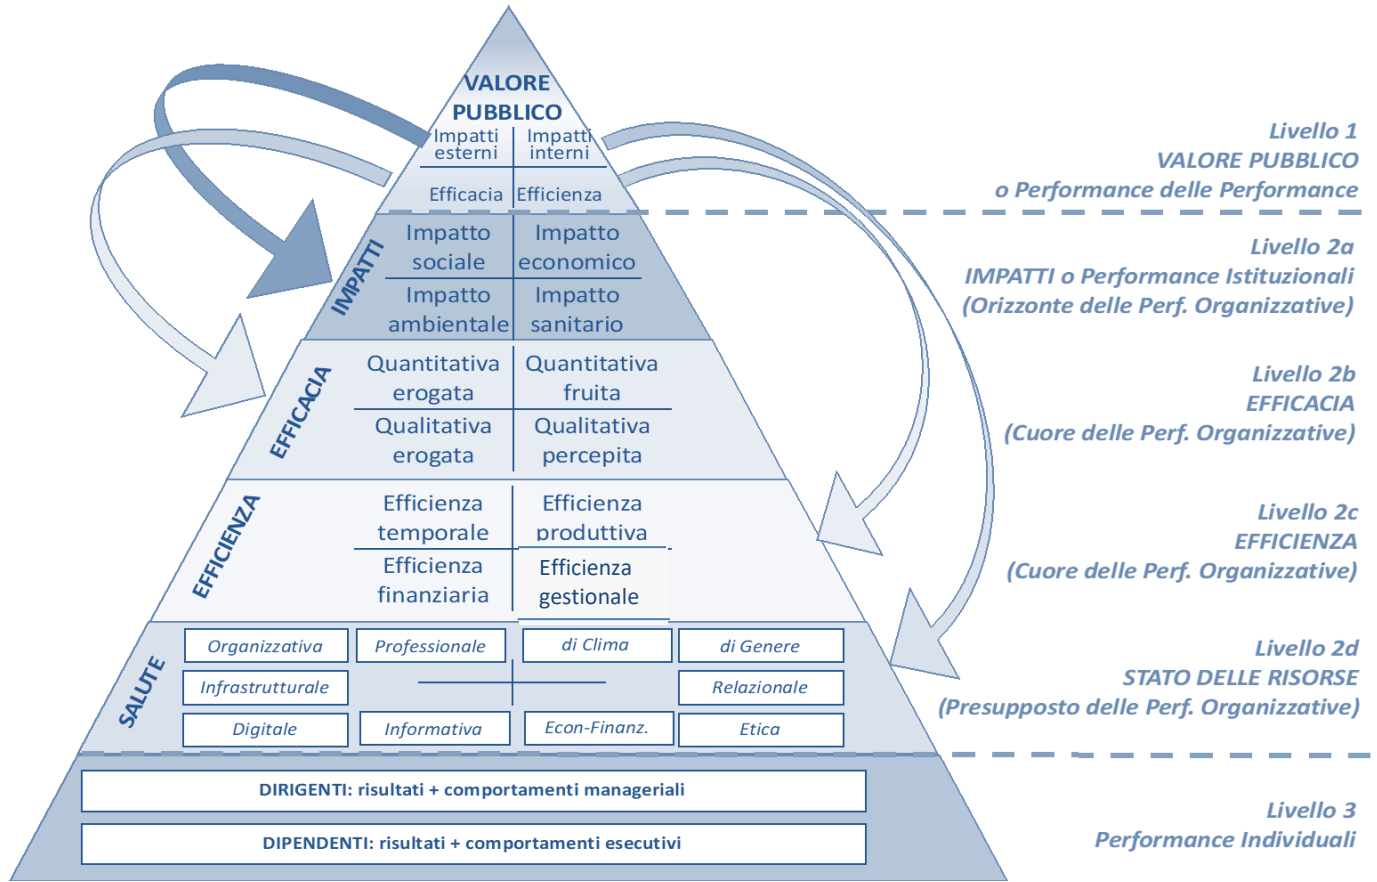 VALORE
PUBBLICO
Impatti esterni
Impatti interni
Efficacia
Efficienza
Livello 1
VALORE PUBBLICO
o Performance delle Performance
IMPATTI
Impatto
sociale
Impatto
economico
Impatto
ambientale
Impatto
sanitario
Livello 2a
IMPATTI o Performance Istituzionali
(Orizzonte delle Perf. Organizzative)
EFFICACIA
Quantitativa
erogata
Quantitativa
fruita
Qualitativa
erogata
Qualitativa
percepita
Livello 2b
EFFICACIA
(Cuore delle Perf. Organizzative)
EFFICIENZA
Efficienza
temporale
Efficienza
produttiva
Efficienza
finanziaria
Efficienza
gestionale
Livello 2c
EFFICIENZA
(Cuore delle Perf. Organizzative)
SALUTE
Organizzativa
Professionale
di Clima
di Genere
Infrastrutturale
Relazionale
Digitale
Informativa
Econ-Finanz.
Etica
Livello 2d
STATO DELLE RISORSE
(Presupposto delle Perf. Organizzative)
DIRIGENTI: risultati + comportamenti manageriali
DIPENDENTI: risultati + comportamenti esecutivi
Livello 3
Performance Individuali